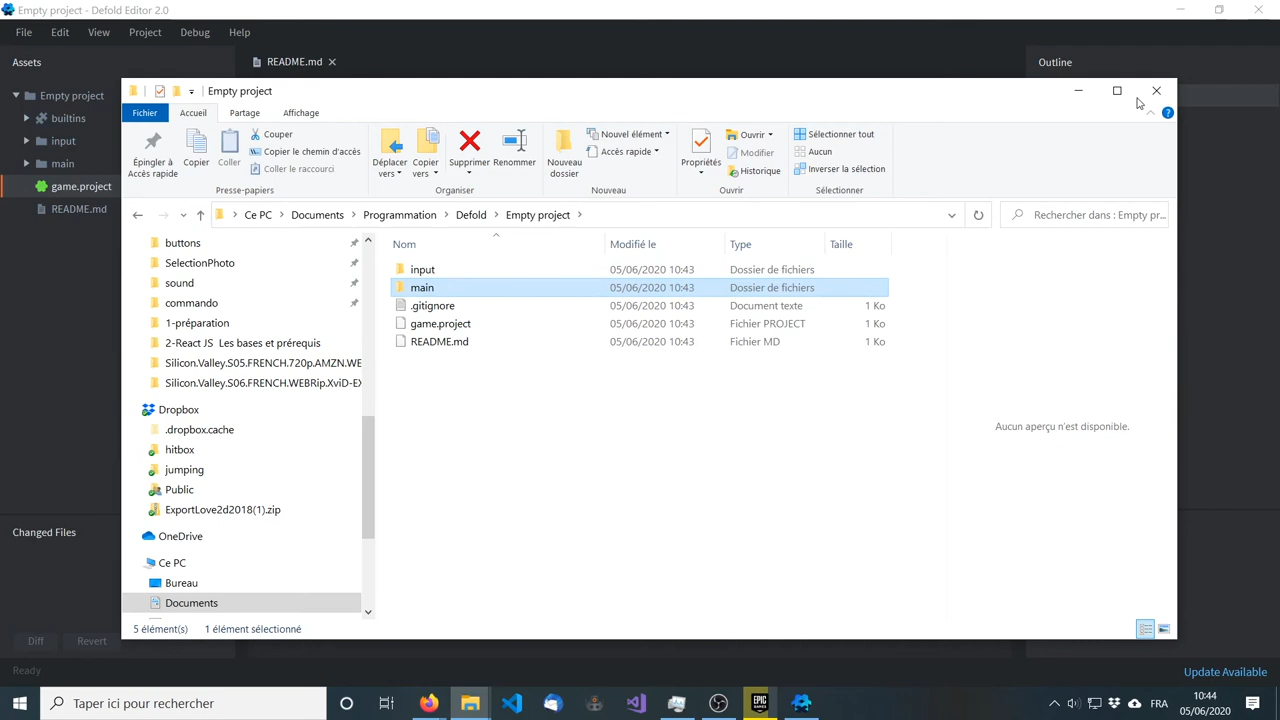 Empty project - Defold Editor 2.0
File Edit View Project Debug Help
Assets
README.md
Outline
Empty project
builtins
input
main
game.project
README.md
Changed Files
Diff Revert
Ready
Update Available
Empty project
Fichier Accueil Partage Affichage
Épingler à Accès rapide
Copier
Coller
Couper
Copier le chemin d'accès
Coller le raccourci
Presse-papiers
Déplacer vers
Copier vers
Supprimer
Renommer
Organiser
Nouveau dossier
Nouvel élément
Accès rapide
Nouveau
Propriétés
Ouvrir
Modifier
Historique
Ouvrir
Sélectionner tout
Aucun
Inverser la sélection
Sélectionner
Ce PC Documents Programmation Defold Empty project
Rechercher dans : Empty pr...
buttons
SelectionPhoto
sound
commando
1-préparation
2-React JS Les bases et prérequis
Silicon.Valley.S05.FRENCH.720p.AMZN.WE
Silicon.Valley.S06.FRENCH.WEBRip.XviD-EX
Dropbox
.dropbox.cache
hitbox
jumping
Public
ExportLove2d2018(1).zip
OneDrive
Ce PC
Bureau
Documents
Nom Modifié le Type Taille
input 05/06/2020 10:43 Dossier de fichiers
main 05/06/2020 10:43 Dossier de fichiers
.gitignore 05/06/2020 10:43 Document texte 1 Ko
game.project 05/06/2020 10:43 Fichier PROJECT 1 Ko
README.md 05/06/2020 10:43 Fichier MD 1 Ko
Aucun aperçu n'est disponible.
5 élément(s) 1 élément sélectionné
Taper ici pour rechercher
EPIC GAMES
FRA
10:44
05/06/2020